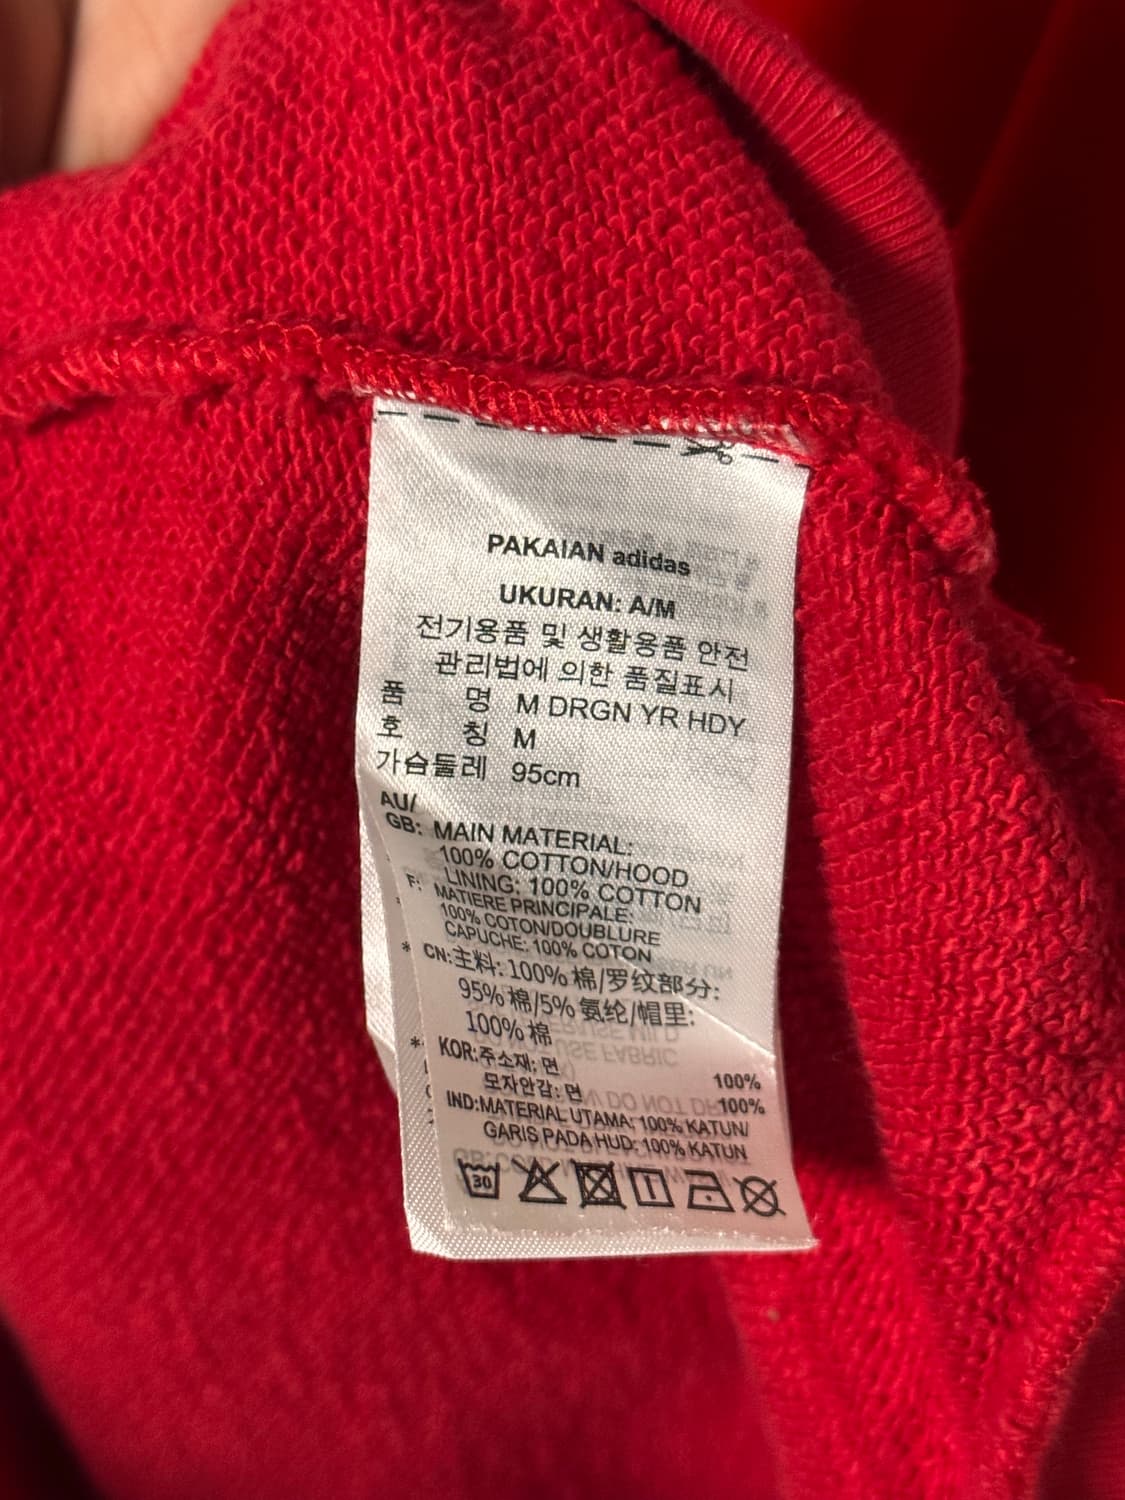 PAKAIAN adidas
UKURAN: A/M
전기용품 및 생활용품 안전
관리법에 의한 품질표시
품 명 M DRGN YR HDY
호 칭 M
가슴둘레 95cm
AU/
GB: MAIN MATERIAL:
100% COTTON/HOOD
LINING: 100% COTTON
F: MATIERE PRINCIPALE:
100% COTON/DOUBLURE
CAPUCHE: 100% COTON
CN:主料: 100% 棉/罗纹部分:
95% 棉/5% 氨纶/帽里:
100% 棉
KOR:주소재: 면 100%
모자안감: 면 100%
IND:MATERIAL UTAMA: 100% KATUN/
GARIS PADA HUD: 100% KATUN
30